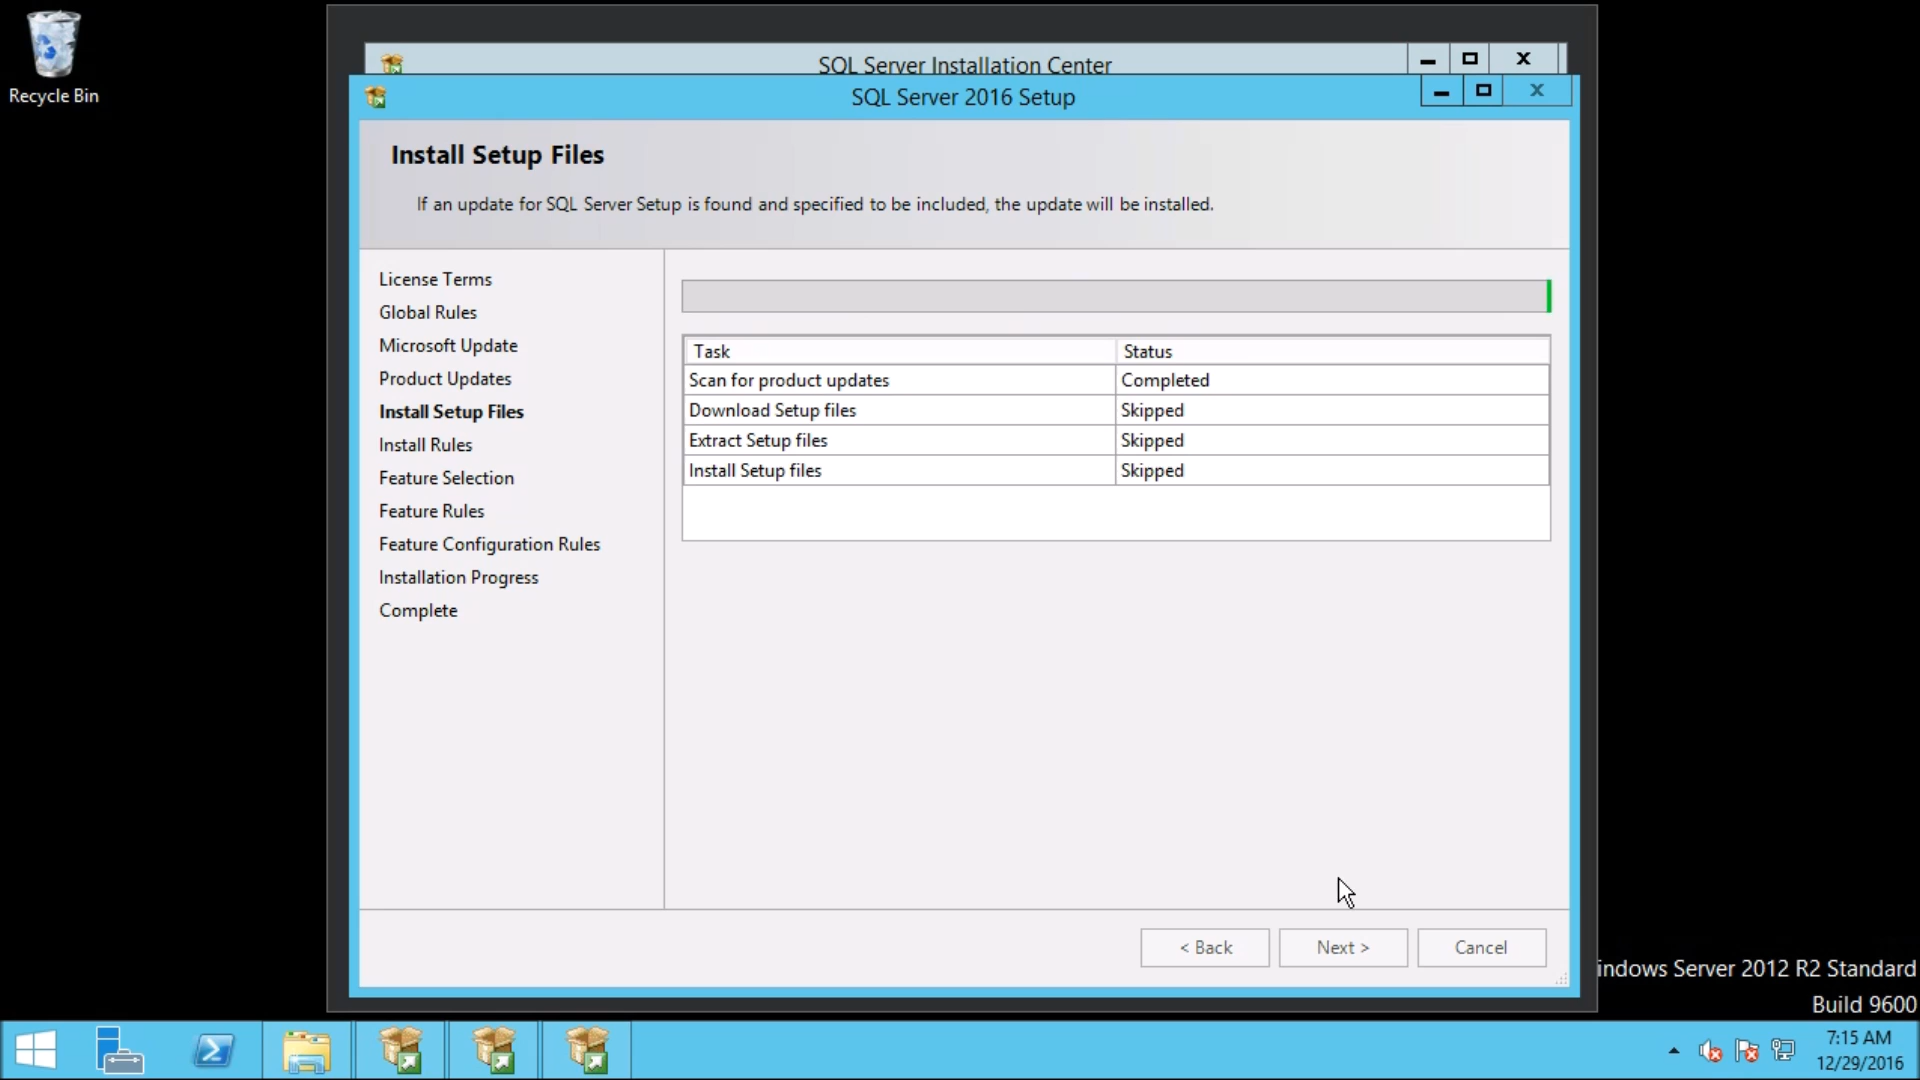 Recycle Bin
SQL Server Installation Center
SQL Server 2016 Setup
Install Setup Files
If an update for SQL Server Setup is found and specified to be included, the update will be installed.
License Terms
Global Rules
Microsoft Update
Product Updates
Install Setup Files
Install Rules
Feature Selection
Feature Rules
Feature Configuration Rules
Installation Progress
Complete
Task Status
Scan for product updates Completed
Download Setup files Skipped
Extract Setup files Skipped
Install Setup files Skipped
< Back Next > Cancel
indows Server 2012 R2 Standard
Build 9600
7:15 AM
12/29/2016